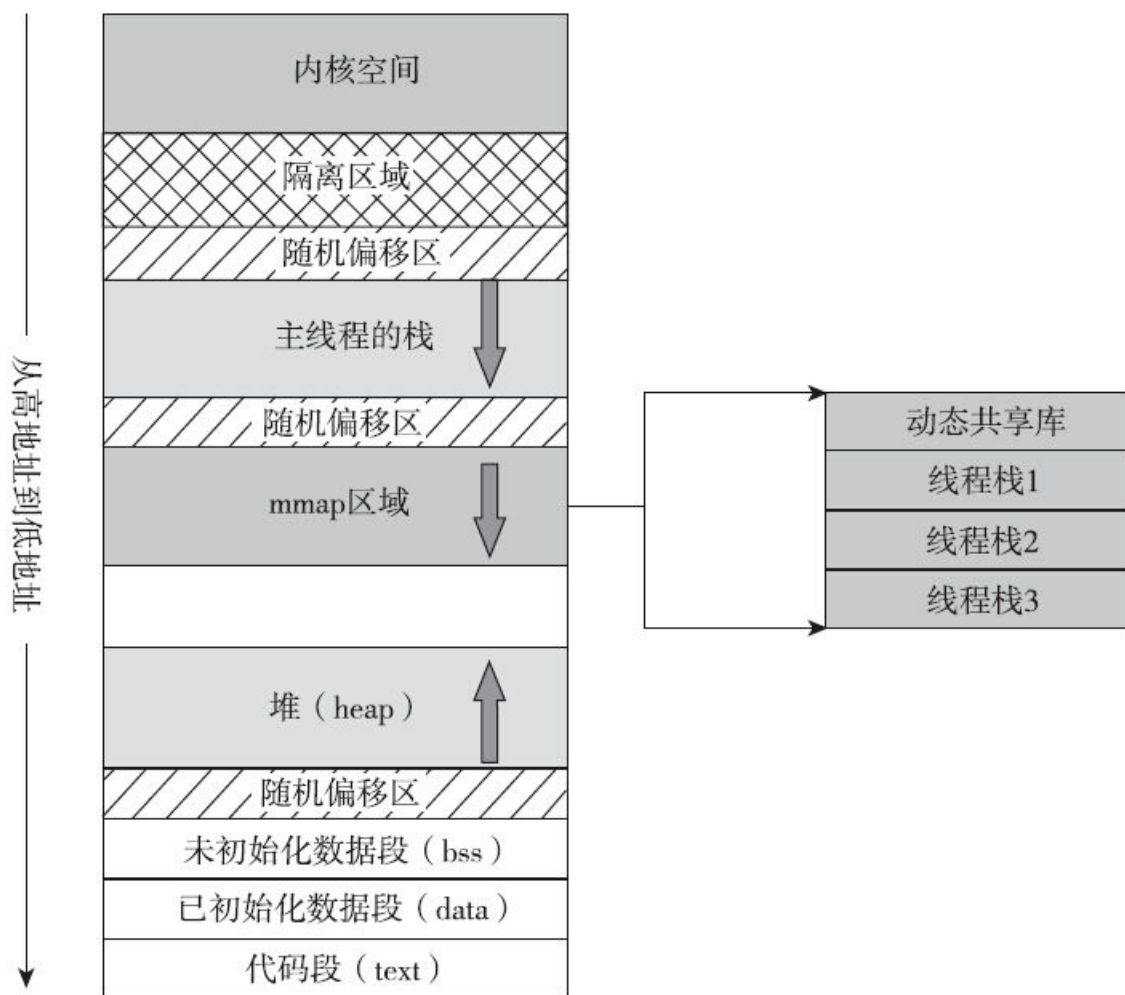 内核空间
隔离区域
随机偏移区
主线程的栈
随机偏移区
mmap区域
堆（heap）
随机偏移区
未初始化数据段（bss）
已初始化数据段（data）
代码段（text）
从高地址到低地址
动态共享库
线程栈1
线程栈2
线程栈3